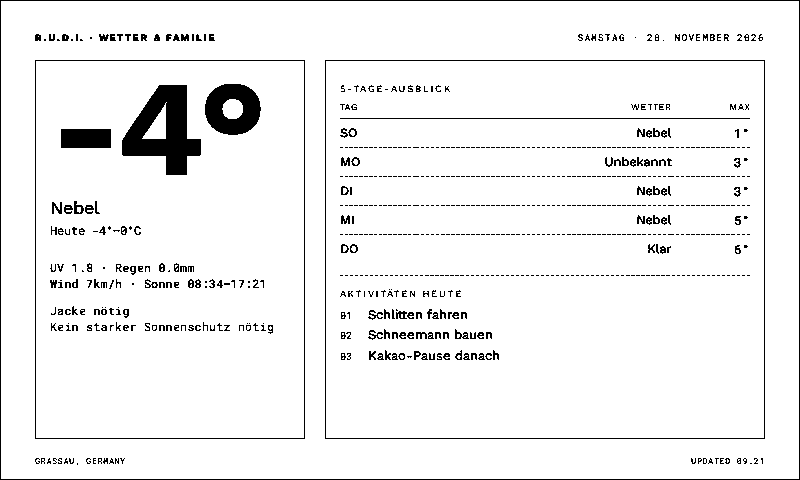 R.U.D.I. · WETTER & FAMILIE
SAMSTAG · 28. NOVEMBER 2026
-4°
Nebel
Heute -4°-0°C
UV 1.8 · Regen 0.0mm
Wind 7km/h · Sonne 08:34-17:21
Jacke nötig
Kein starker Sonnenschutz nötig
5-TAGE-AUSBLICK
TAG WETTER MAX
SO Nebel 1°
MO Unbekannt 3°
DI Nebel 3°
MI Nebel 5°
DO Klar 6°
AKTIVITÄTEN HEUTE
01 Schlitten fahren
02 Schneemann bauen
03 Kakao-Pause danach
GRASSAU, GERMANY
UPDATED 09.21